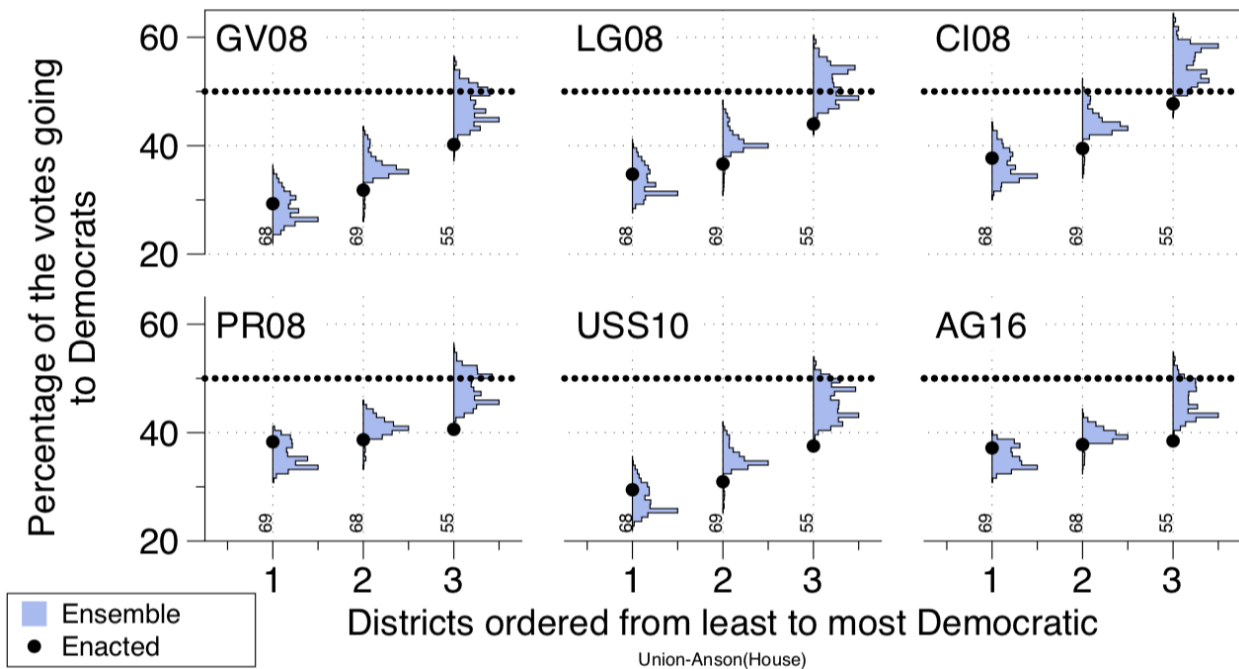 Percentage of the votes going
to Democrats
60
40
20
GV08
68
69
55
LG08
68
69
55
CI08
68
69
55
60
40
20
PR08
69
68
55
USS10
68
69
55
AG16
69
68
55
1 2 3 1 2 3 1 2 3
Districts ordered from least to most Democratic
Union-Anson(House)
Ensemble
Enacted